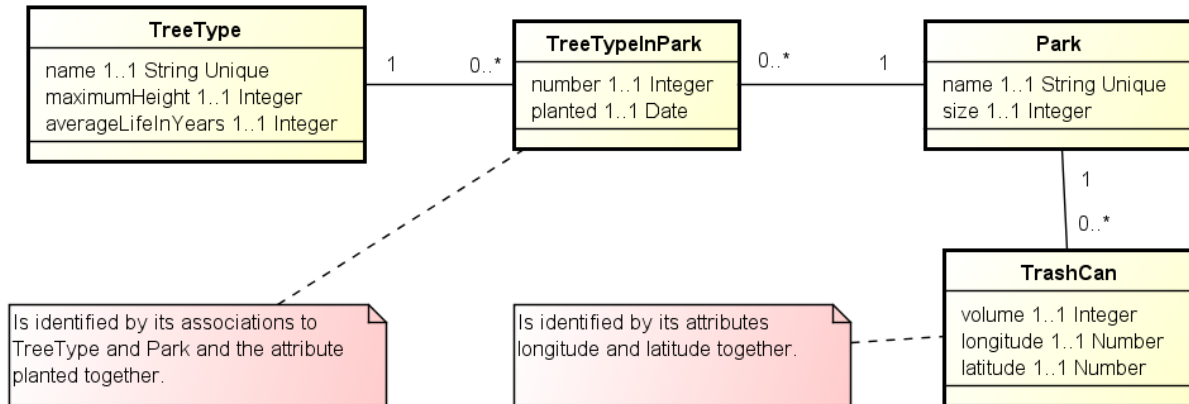 TreeType
name 1..1 String Unique
maximumHeight 1..1 Integer
averageLifeInYears 1..1 Integer
1
0..*
TreeTypeInPark
number 1..1 Integer
planted 1..1 Date
0..*
1
Park
name 1..1 String Unique
size 1..1 Integer
1
0..*
TrashCan
volume 1..1 Integer
longitude 1..1 Number
latitude 1..1 Number
Is identified by its associations to
TreeType and Park and the attribute
planted together.
Is identified by its attributes
longitude and latitude together.